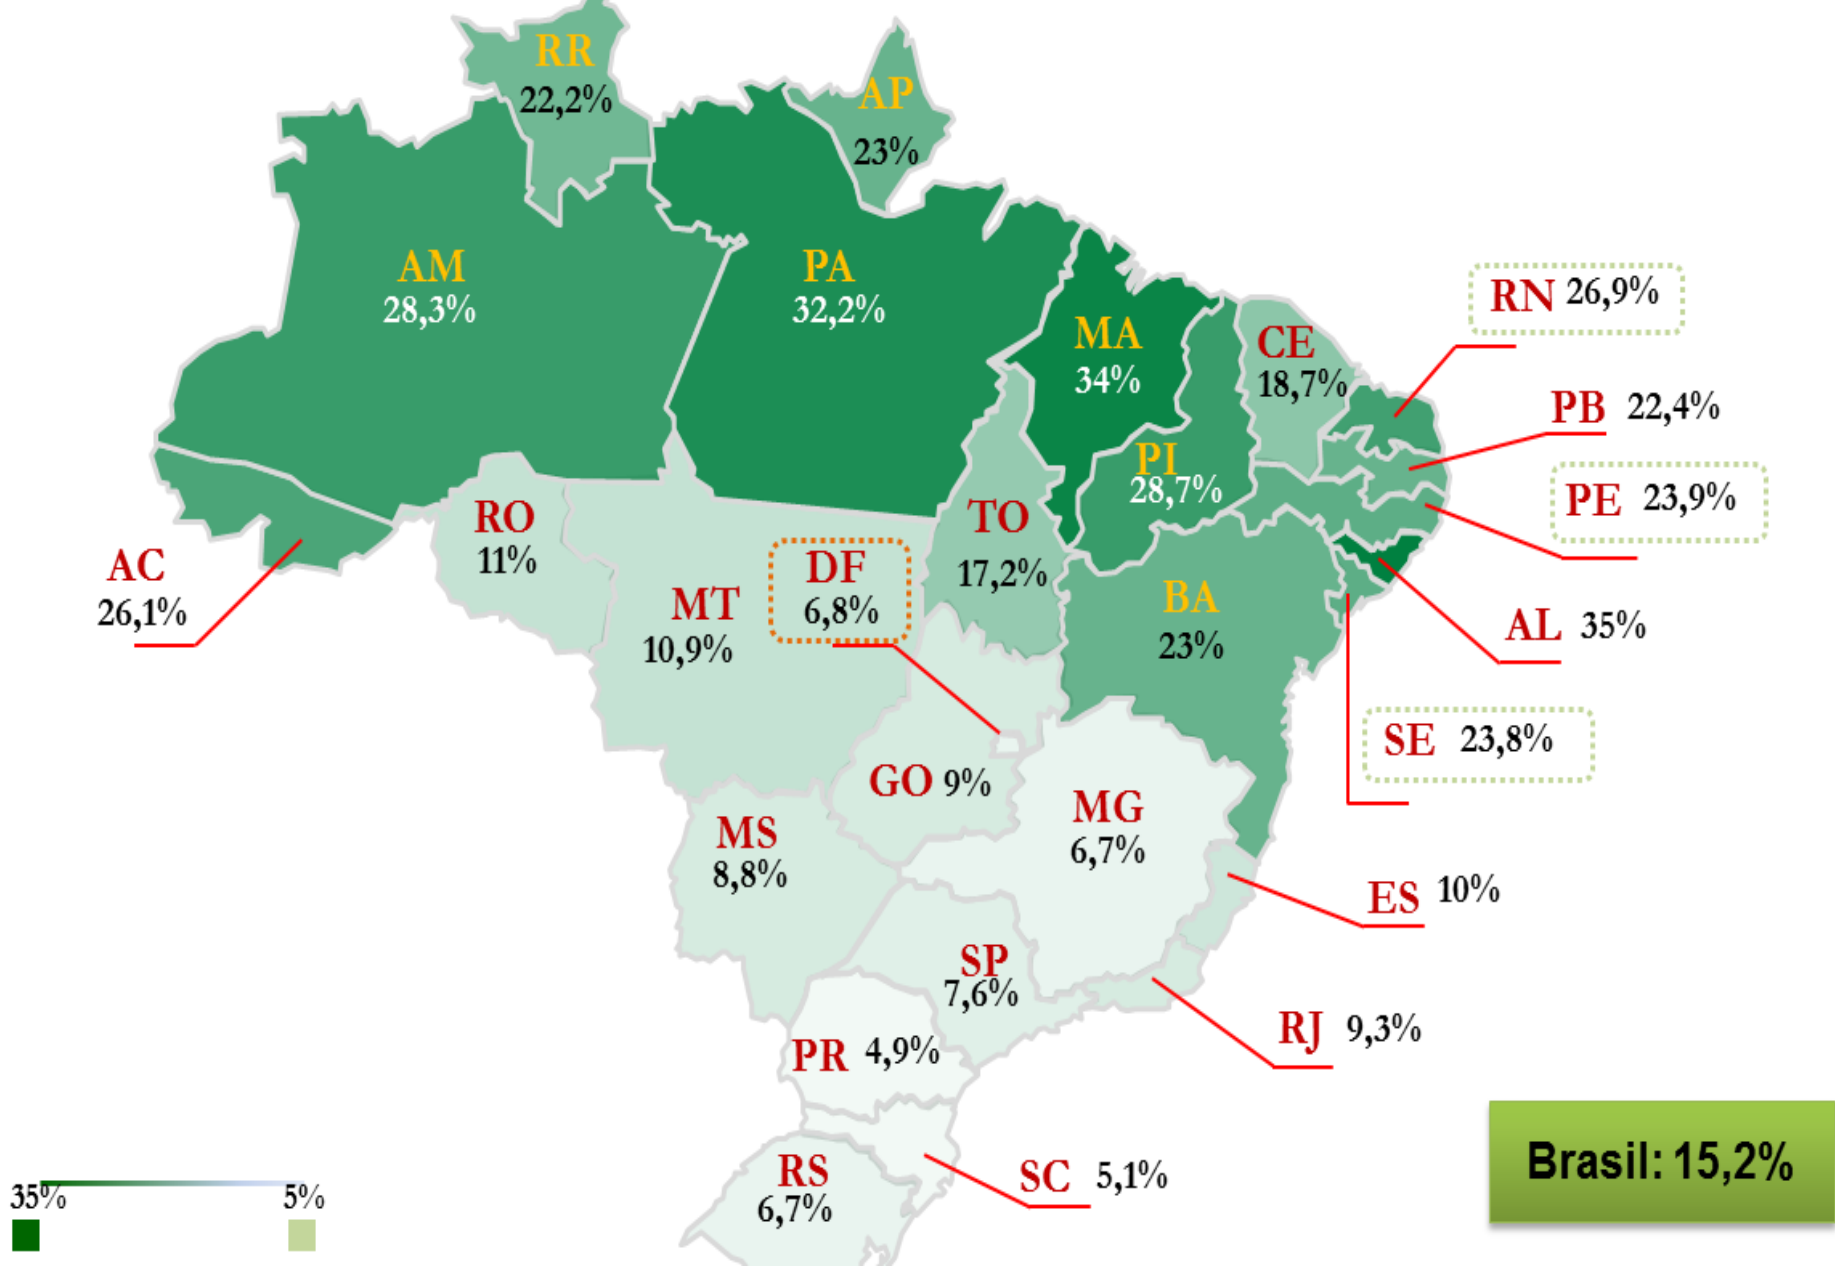 RR
22,2%
AP
23%
AM
28,3%
PA
32,2%
MA
34%
CE
18,7%
RN 26,9%
PB 22,4%
PI
28,7%
PE 23,9%
RO
11%
TO
17,2%
AC
26,1%
DF
6,8%
MT
10,9%
BA
23%
AL 35%
SE 23,8%
GO 9%
MG
6,7%
MS
8,8%
ES 10%
SP
7,6%
RJ 9,3%
PR 4,9%
RS
6,7%
SC 5,1%
Brasil: 15,2%
35% 5%